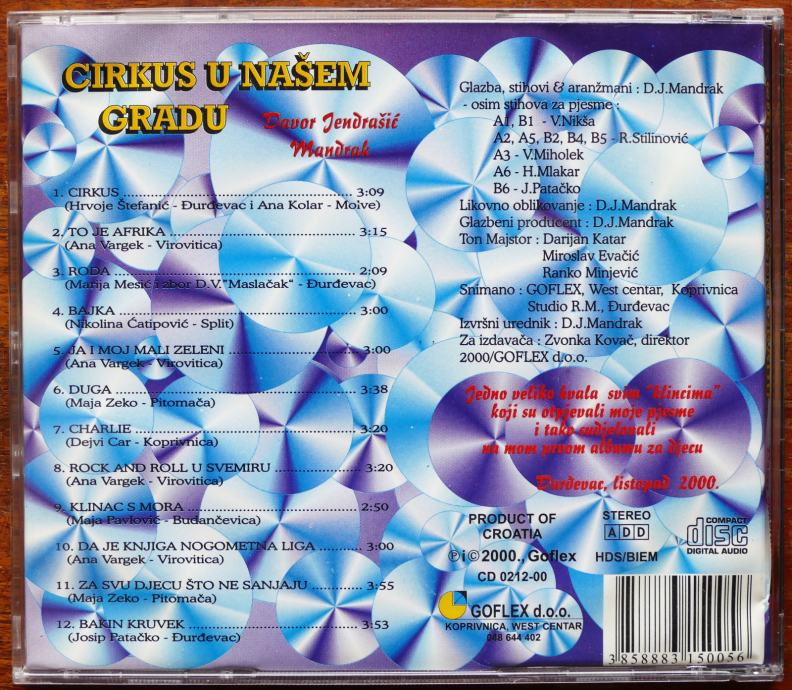 CIRKUS U NAŠEM
GRADU
Davor Jendrašić
Mandrak
1. CIRKUS ................................................ 3:09
(Hrvoje Štefanić - Đurđevac i Ana Kolar - Molve)
2. TO JE AFRIKA ....................................... 3:15
(Ana Vargek - Virovitica)
3. RODA .................................................. 2:09
(Marija Mesić i zbor D.V."Maslačak" - Đurđevac)
4. BAJKA .................................................. 3:00
(Nikolina Ćatipović - Split)
5. JA I MOJ MALI ZELENI ........................... 3:00
(Ana Vargek - Virovitica)
6. DUGA .................................................. 3:38
(Maja Zeko - Pitomača)
7. CHARLIE .............................................. 3:20
(Dejvi Car - Koprivnica)
8. ROCK AND ROLL U SVEMIRU .................. 3:20
(Ana Vargek - Virovitica)
9. KLINAC S MORA .................................... 2:50
(Maja Pavlović - Budančevica)
10. DA JE KNJIGA NOGOMETNA LIGA .......... 3:00
(Ana Vargek - Virovitica)
11. ZA SVU DJECU ŠTO NE SANJAJU ............ 3:55
(Maja Zeko - Pitomača)
12. BAKIN KRUVEK .................................... 3:53
(Josip Patačko - Đurđevac)
Glazba, stihovi & aranžmani : D.J.Mandrak
- osim stihova za pjesme :
A1, B1 - V.Nikša
A2, A5, B2, B4, B5 - R.Stilinović
A3 - V.Miholek
A6 - H.Mlakar
B6 - J.Patačko
Likovno oblikovanje : D.J.Mandrak
Glazbeni producent : D.J.Mandrak
Ton Majstor : Darijan Katar
Miroslav Evačić
Ranko Minjević
Snimano : GOFLEX, West centar, Koprivnica
Studio R.M., Đurđevac
Izvršni urednik : D.J.Mandrak
Za izdavača : Zvonka Kovač, direktor
2000/GOFLEX d.o.o.
Jedno veliko hvala svim "klincima"
koji su otpjevali moje pjesme
i tako sudjelovali
na mom prvom albumu za djecu
Đurđevac, listopad 2000.
PRODUCT OF
CROATIA
℗ i © 2000., Goflex
CD 0212-00
STEREO
ADD
HDS/BIEM
COMPACT
disc
DIGITAL AUDIO
GOFLEX d.o.o.
KOPRIVNICA, WEST CENTAR
048 644 402
3 858883 150056